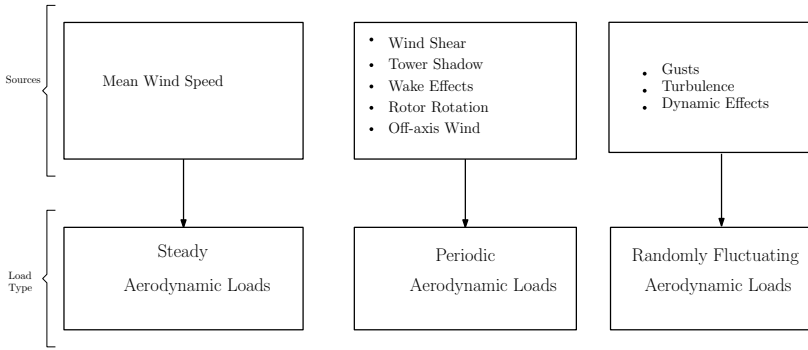 Sources
Mean Wind Speed
• Wind Shear
• Tower Shadow
• Wake Effects
• Rotor Rotation
• Off-axis Wind
• Gusts
• Turbulence
• Dynamic Effects
Load
Type
Steady
Aerodynamic Loads
Periodic
Aerodynamic Loads
Randomly Fluctuating
Aerodynamic Loads